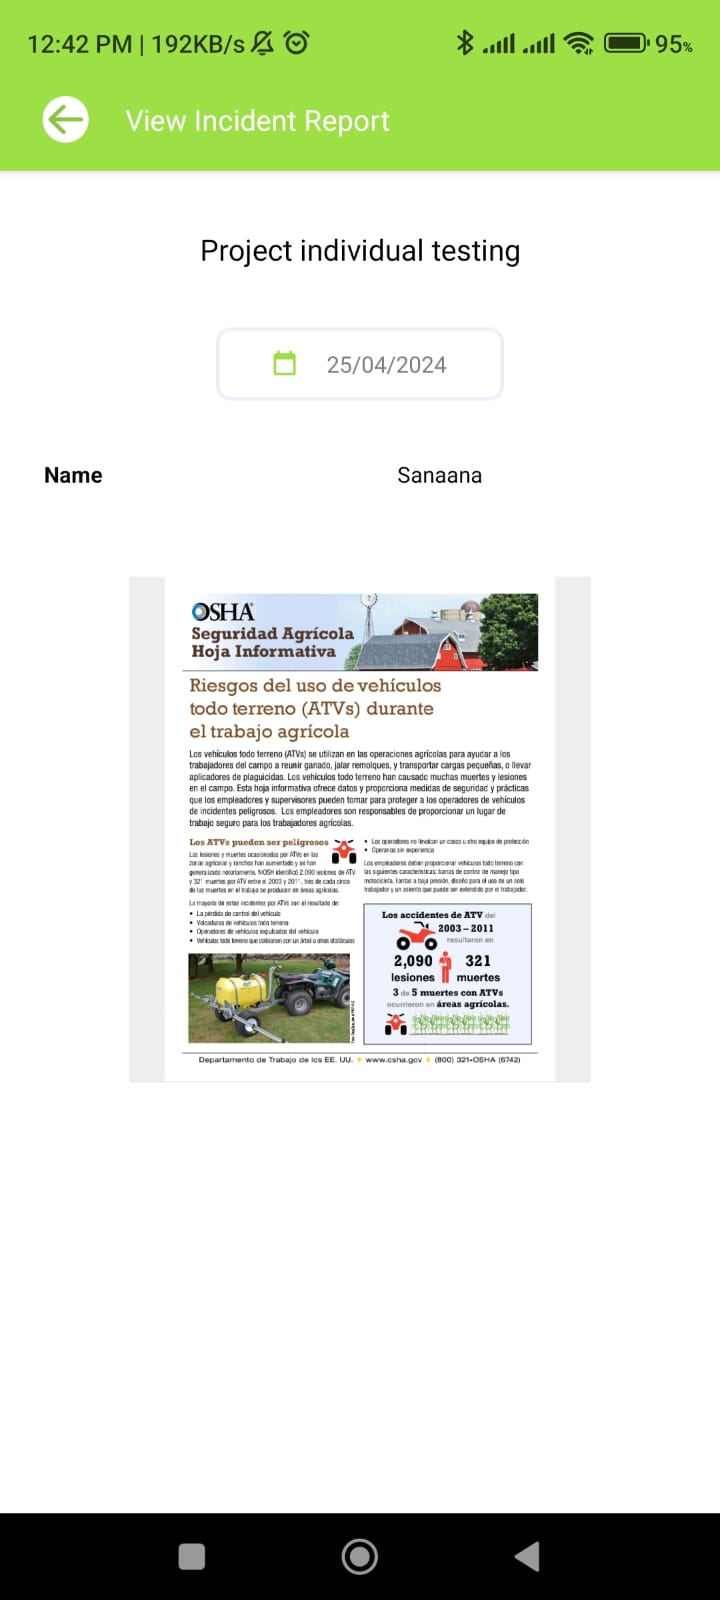 12:42 PM | 192KB/s
95%
View Incident Report
Project individual testing
25/04/2024
Name
Sanaana
OSHA
Seguridad Agrícola
Hoja Informativa
Riesgos del uso de vehículos
todo terreno (ATVs) durante
el trabajo agrícola
Los vehículos todo terreno (ATVs) se utilizan en las operaciones agrícolas para ayudar a los
trabajadores del campo a reunir ganado, jalar remolques, y transportar cargas pequeñas, o llevar
aplicadores de plaguicidas. Los vehículos todo terreno han causado muchas muertes y lesiones
en el campo. Esta hoja informativa ofrece datos y proporciona medidas de seguridad y prácticas
que los empleadores y supervisores pueden tomar para proteger a los operadores de vehículos
de incidentes peligrosos. Los empleadores son responsables de proporcionar un lugar de
trabajo seguro para los trabajadores agrícolas.
Los ATVs pueden ser peligrosos
Las lesiones y muertes ocasionadas por ATVs en las
zonas agrícolas y ranchos han aumentado y se han
generalizado notoriamente. NIOSH identificó 2,090 lesiones de ATV
y 321 muertes por ATV entre el 2003 y 2011, tres de cada cinco
de las muertes en el trabajo se producen en áreas agrícolas.
La mayoría de estos incidentes por ATVs son el resultado de:
• La pérdida de control del vehículo
• Volcaduras de vehículos todo terreno
• Operadores de vehículos expulsados del vehículo
• Vehículos todo terreno que colisionan con un árbol u otros obstáculos
• Los operadores no llevaban un casco u otro equipo de protección
• Operarios sin experiencia
Los empleadores deben proporcionar vehículos todo terreno con
las siguientes características: barras de control de manejo tipo
motocicleta, llantas a baja presión, diseño para el uso de un solo
trabajador y un asiento que puede ser extendido por el trabajador.
Los accidentes de ATV del
2003 – 2011
resultaron en
2,090 321
lesiones muertes
3 de 5 muertes con ATVs
ocurrieron en áreas agrícolas.
Departamento de Trabajo de los EE. UU. www.osha.gov (800) 321-OSHA (6742)